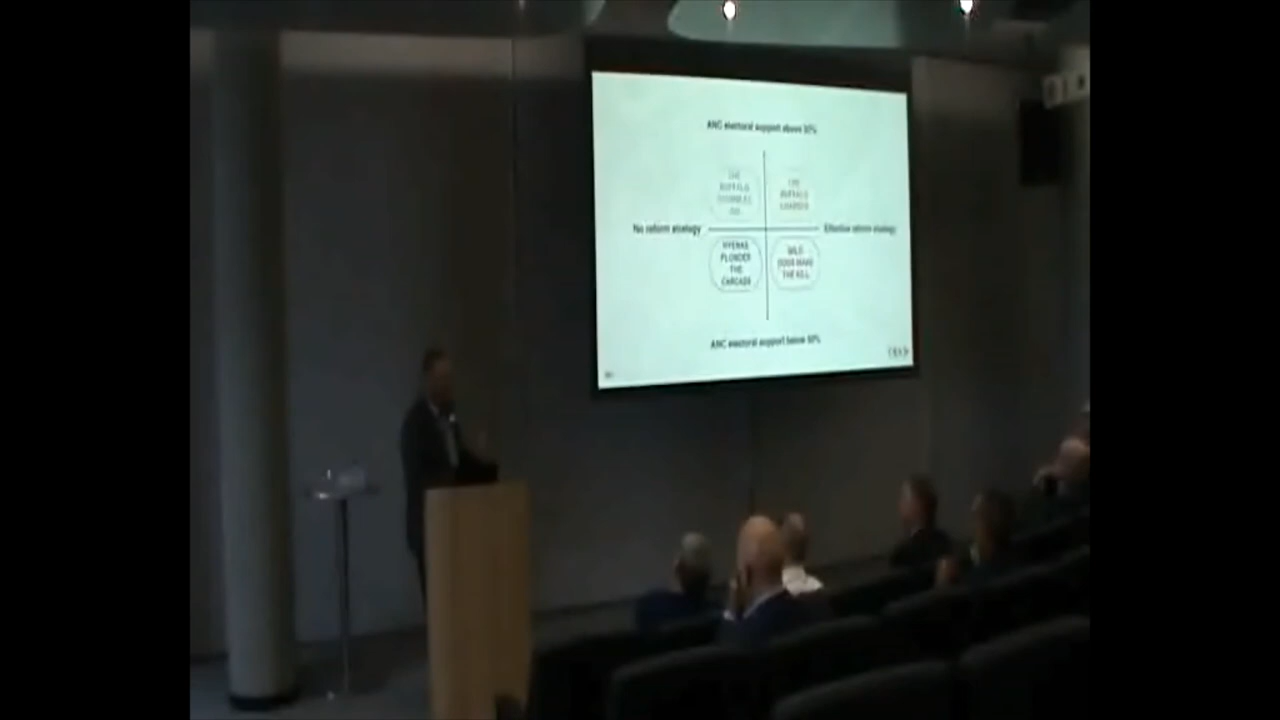 ANC electoral support above 50%
THE
BUFFALO
STUMBLES
ON
THE
BUFFALO
CHARGES
No reform strategy
Effective reform strategy
HYENAS
PLUNDER
THE
CARCASS
WILD
DOGS MAKE
THE KILL
ANC electoral support below 50%